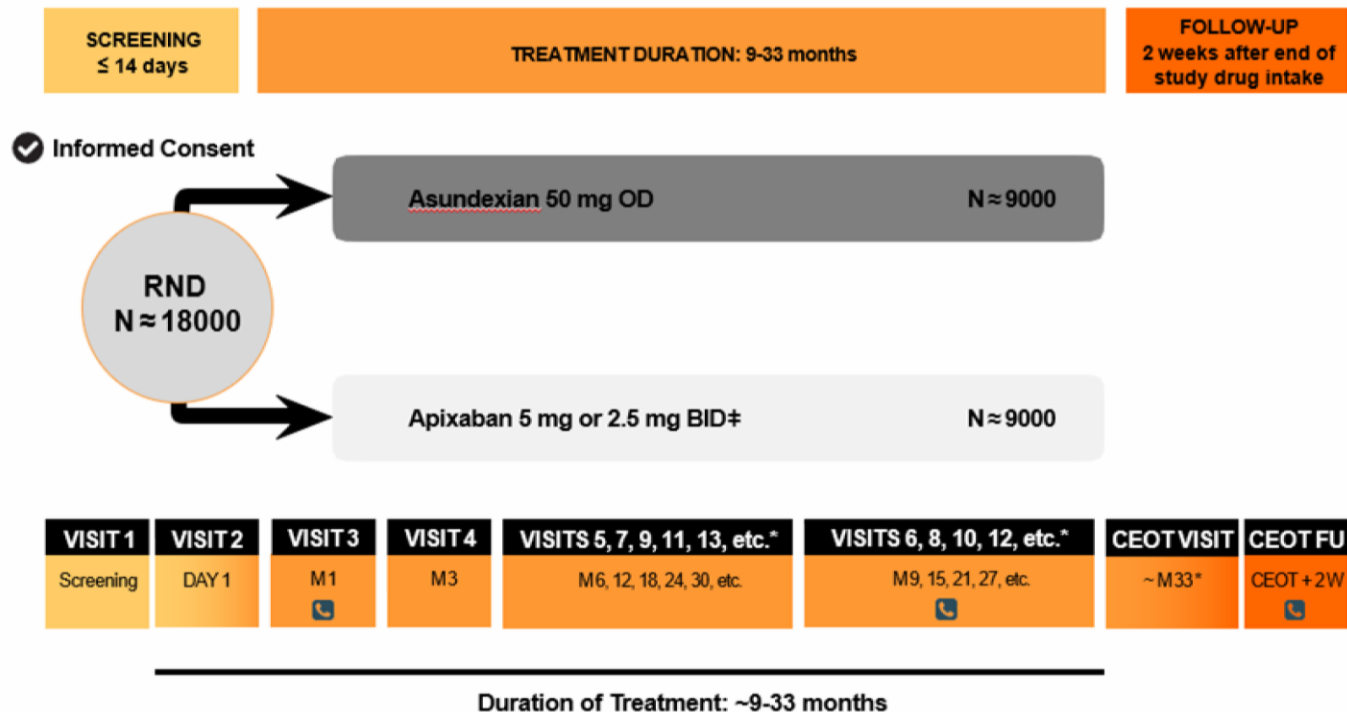 SCREENING
≤ 14 days
TREATMENT DURATION: 9-33 months
FOLLOW-UP
2 weeks after end of
study drug intake
Informed Consent
Asundexian 50 mg OD
N ≈ 9000
RND
N ≈ 18000
Apixaban 5 mg or 2.5 mg BID‡
N ≈ 9000
VISIT 1
Screening
VISIT 2
DAY 1
VISIT 3
M1
VISIT 4
M3
VISITS 5, 7, 9, 11, 13, etc.*
M6, 12, 18, 24, 30, etc.
VISITS 6, 8, 10, 12, etc.*
M9, 15, 21, 27, etc.
CEOT VISIT
~ M33*
CEOT FU
CEOT + 2W
Duration of Treatment: ~9-33 months